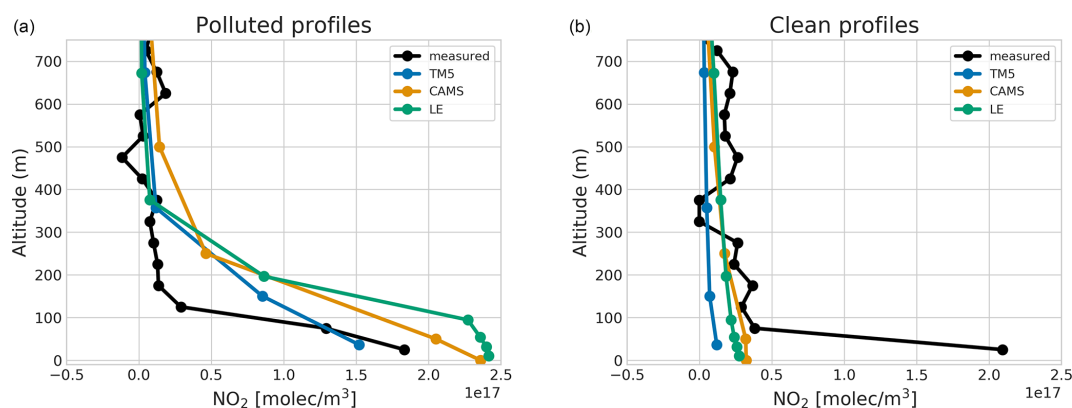 (a)
Polluted profiles
700
600
500
400
300
200
100
0
Altitude (m)
−0.5
0.0
0.5
1.0
1.5
2.0
2.5
1e17
NO₂ [molec/m³]
measured
TM5
CAMS
LE
(b)
Clean profiles
700
600
500
400
300
200
100
0
Altitude (m)
−0.5
0.0
0.5
1.0
1.5
2.0
2.5
1e17
NO₂ [molec/m³]
measured
TM5
CAMS
LE